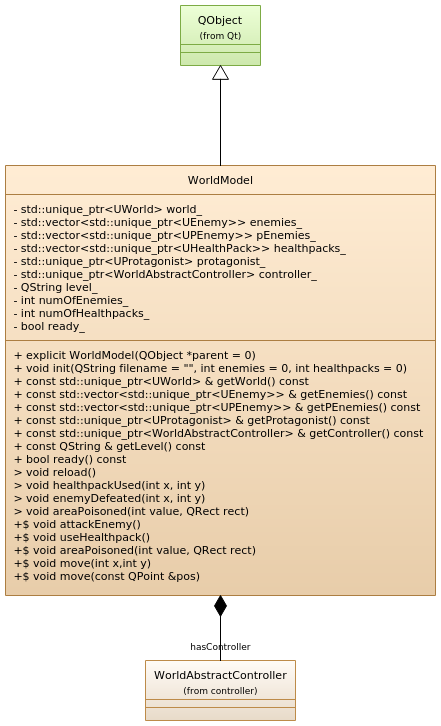 QObject
(from Qt)
WorldModel
- std::unique_ptr<UWorld> world_
- std::vector<std::unique_ptr<UEnemy>> enemies_
- std::vector<std::unique_ptr<UPEnemy>> pEnemies_
- std::vector<std::unique_ptr<UHealthPack>> healthpacks_
- std::unique_ptr<UProtagonist> protagonist_
- std::unique_ptr<WorldAbstractController> controller_
- QString level_
- int numOfEnemies_
- int numOfHealthpacks_
- bool ready_
+ explicit WorldModel(QObject *parent = 0)
+ void init(QString filename = "", int enemies = 0, int healthpacks = 0)
+ const std::unique_ptr<UWorld> & getWorld() const
+ const std::vector<std::unique_ptr<UEnemy>> & getEnemies() const
+ const std::vector<std::unique_ptr<UPEnemy>> & getPEnemies() const
+ const std::unique_ptr<UProtagonist> & getProtagonist() const
+ const std::unique_ptr<WorldAbstractController> & getController() const
+ const QString & getLevel() const
+ bool ready() const
> void reload()
> void healthpackUsed(int x, int y)
> void enemyDefeated(int x, int y)
> void areaPoisoned(int value, QRect rect)
+$ void attackEnemy()
+$ void useHealthpack()
+$ void areaPoisoned(int value, QRect rect)
+$ void move(int x,int y)
+$ void move(const QPoint &pos)
hasController
WorldAbstractController
(from controller)